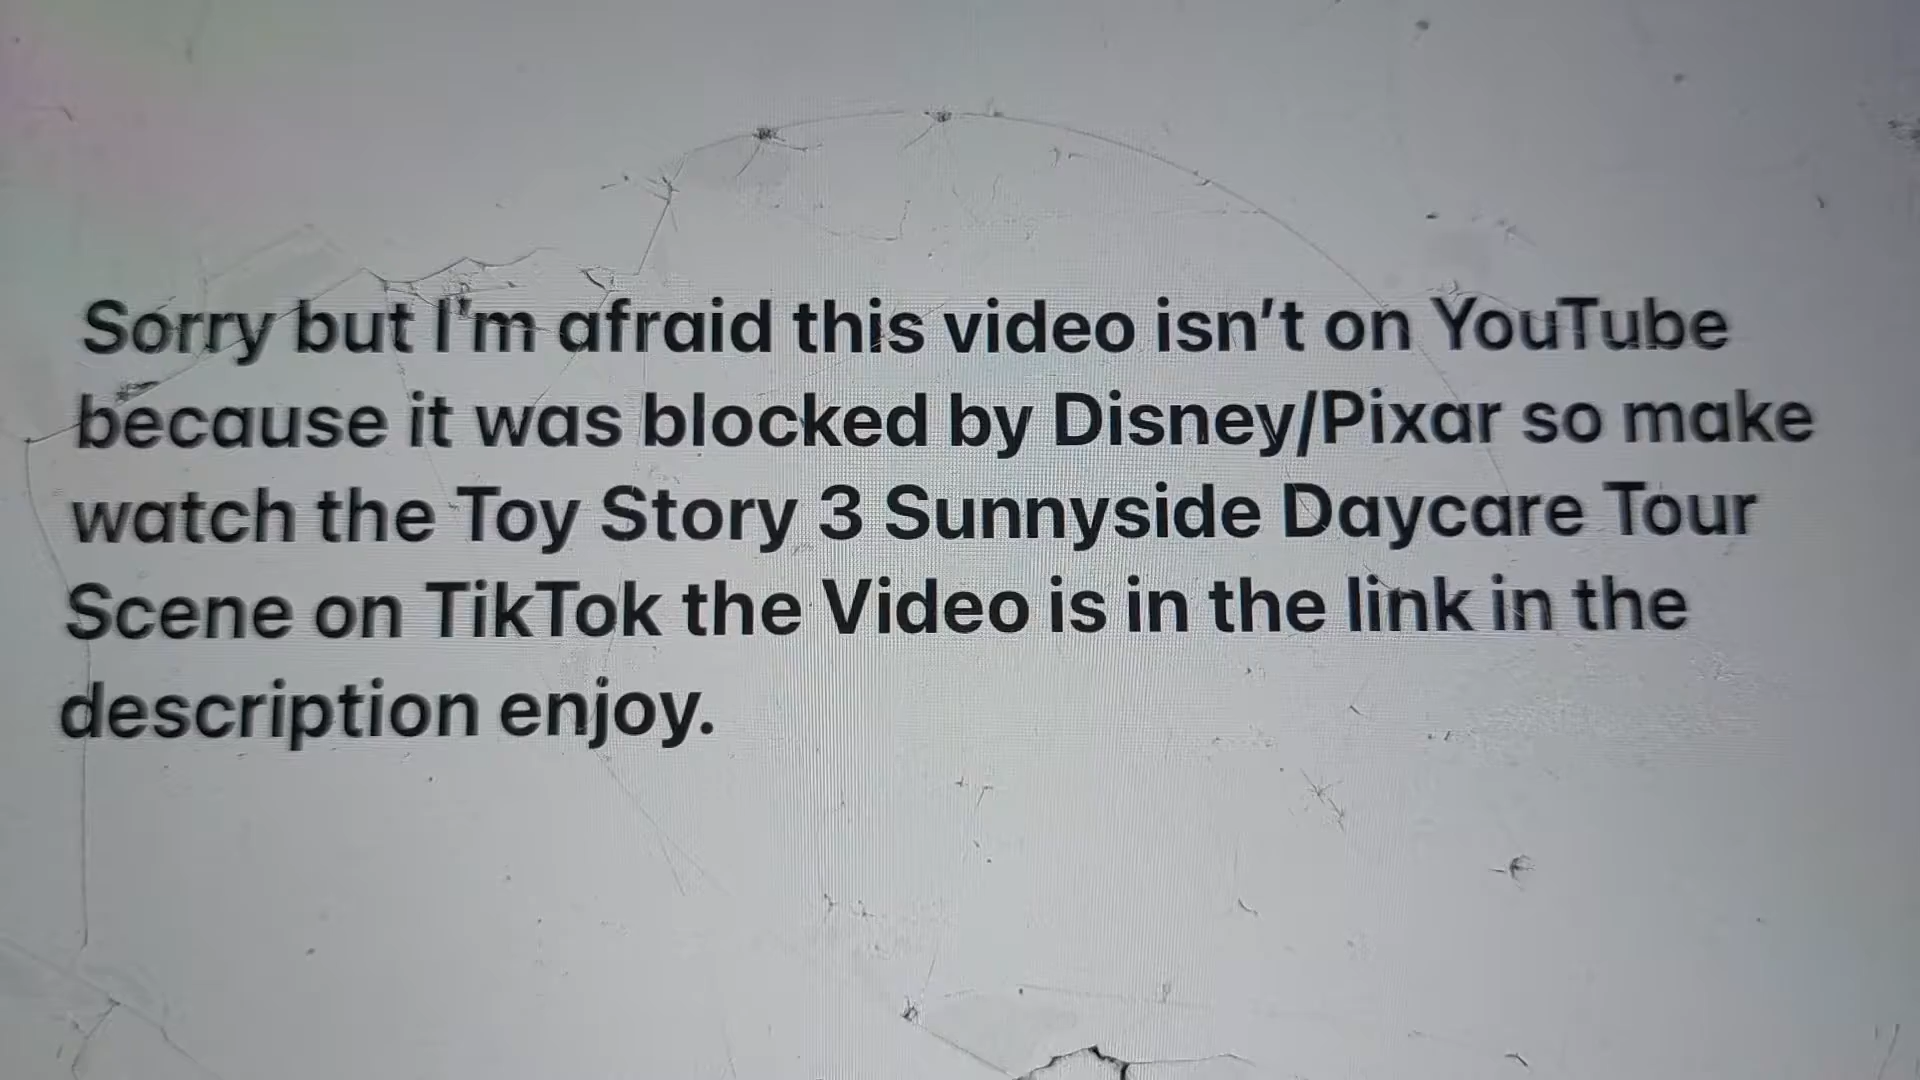 Sorry but I'm afraid this video isn't on YouTube
because it was blocked by Disney/Pixar so make
watch the Toy Story 3 Sunnyside Daycare Tour
Scene on TikTok the Video is in the link in the
description enjoy.